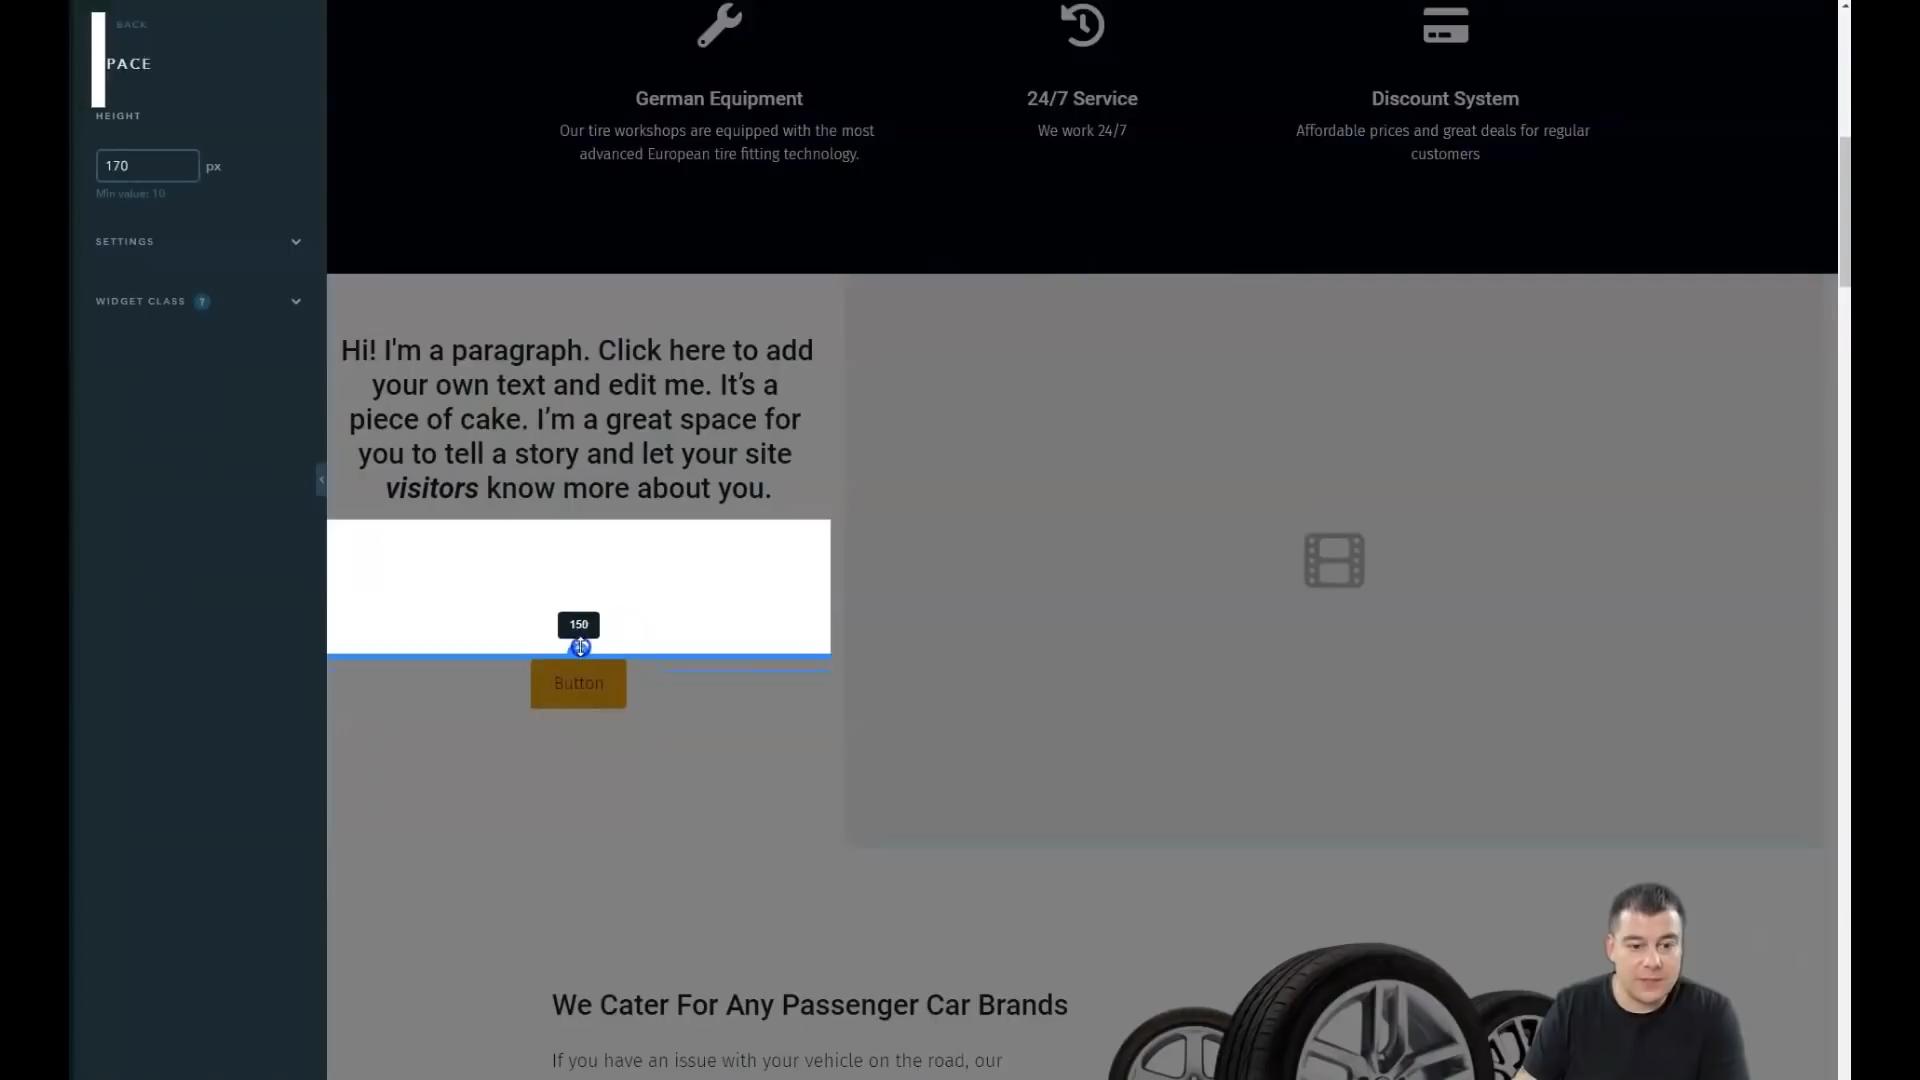 BACK
PACE
HEIGHT
170 px
Min value: 10
SETTINGS
WIDGET CLASS ?
German Equipment
Our tire workshops are equipped with the most
advanced European tire fitting technology.
24/7 Service
We work 24/7
Discount System
Affordable prices and great deals for regular
customers
Hi! I'm a paragraph. Click here to add
your own text and edit me. It’s a
piece of cake. I’m a great space for
you to tell a story and let your site
visitors know more about you.
150
Button
We Cater For Any Passenger Car Brands
If you have an issue with your vehicle on the road, our